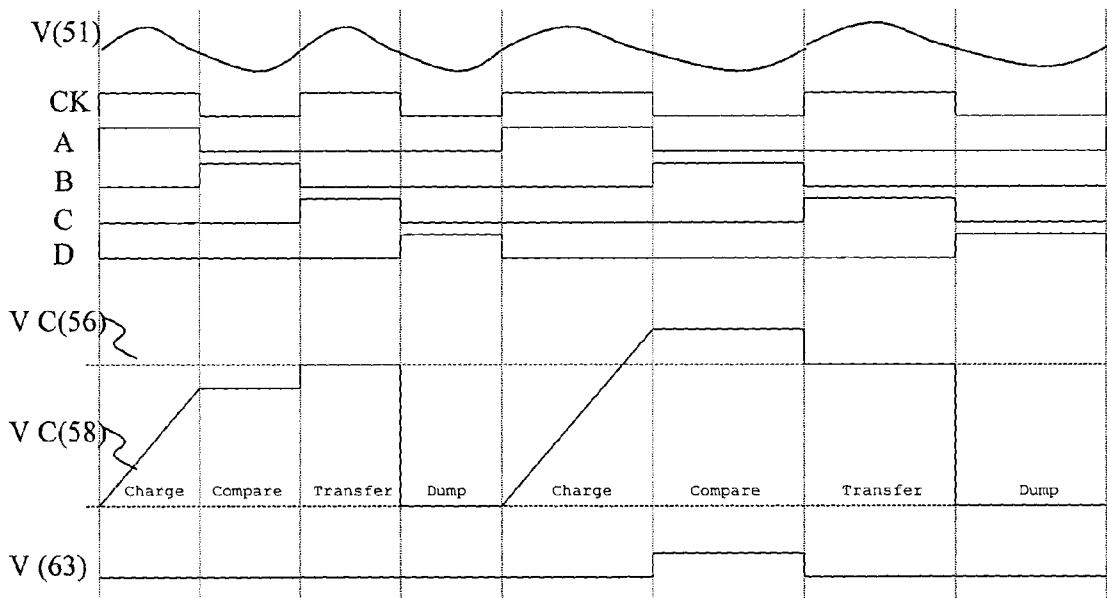 V(51)
CK
A
B
C
D
V C(56)
V C(58)
Charge Compare Transfer Dump Charge Compare Transfer Dump
V (63)